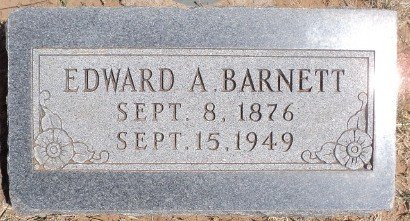 EDWARD A. BARNETT
SEPT. 8, 1876
SEPT. 15, 1949